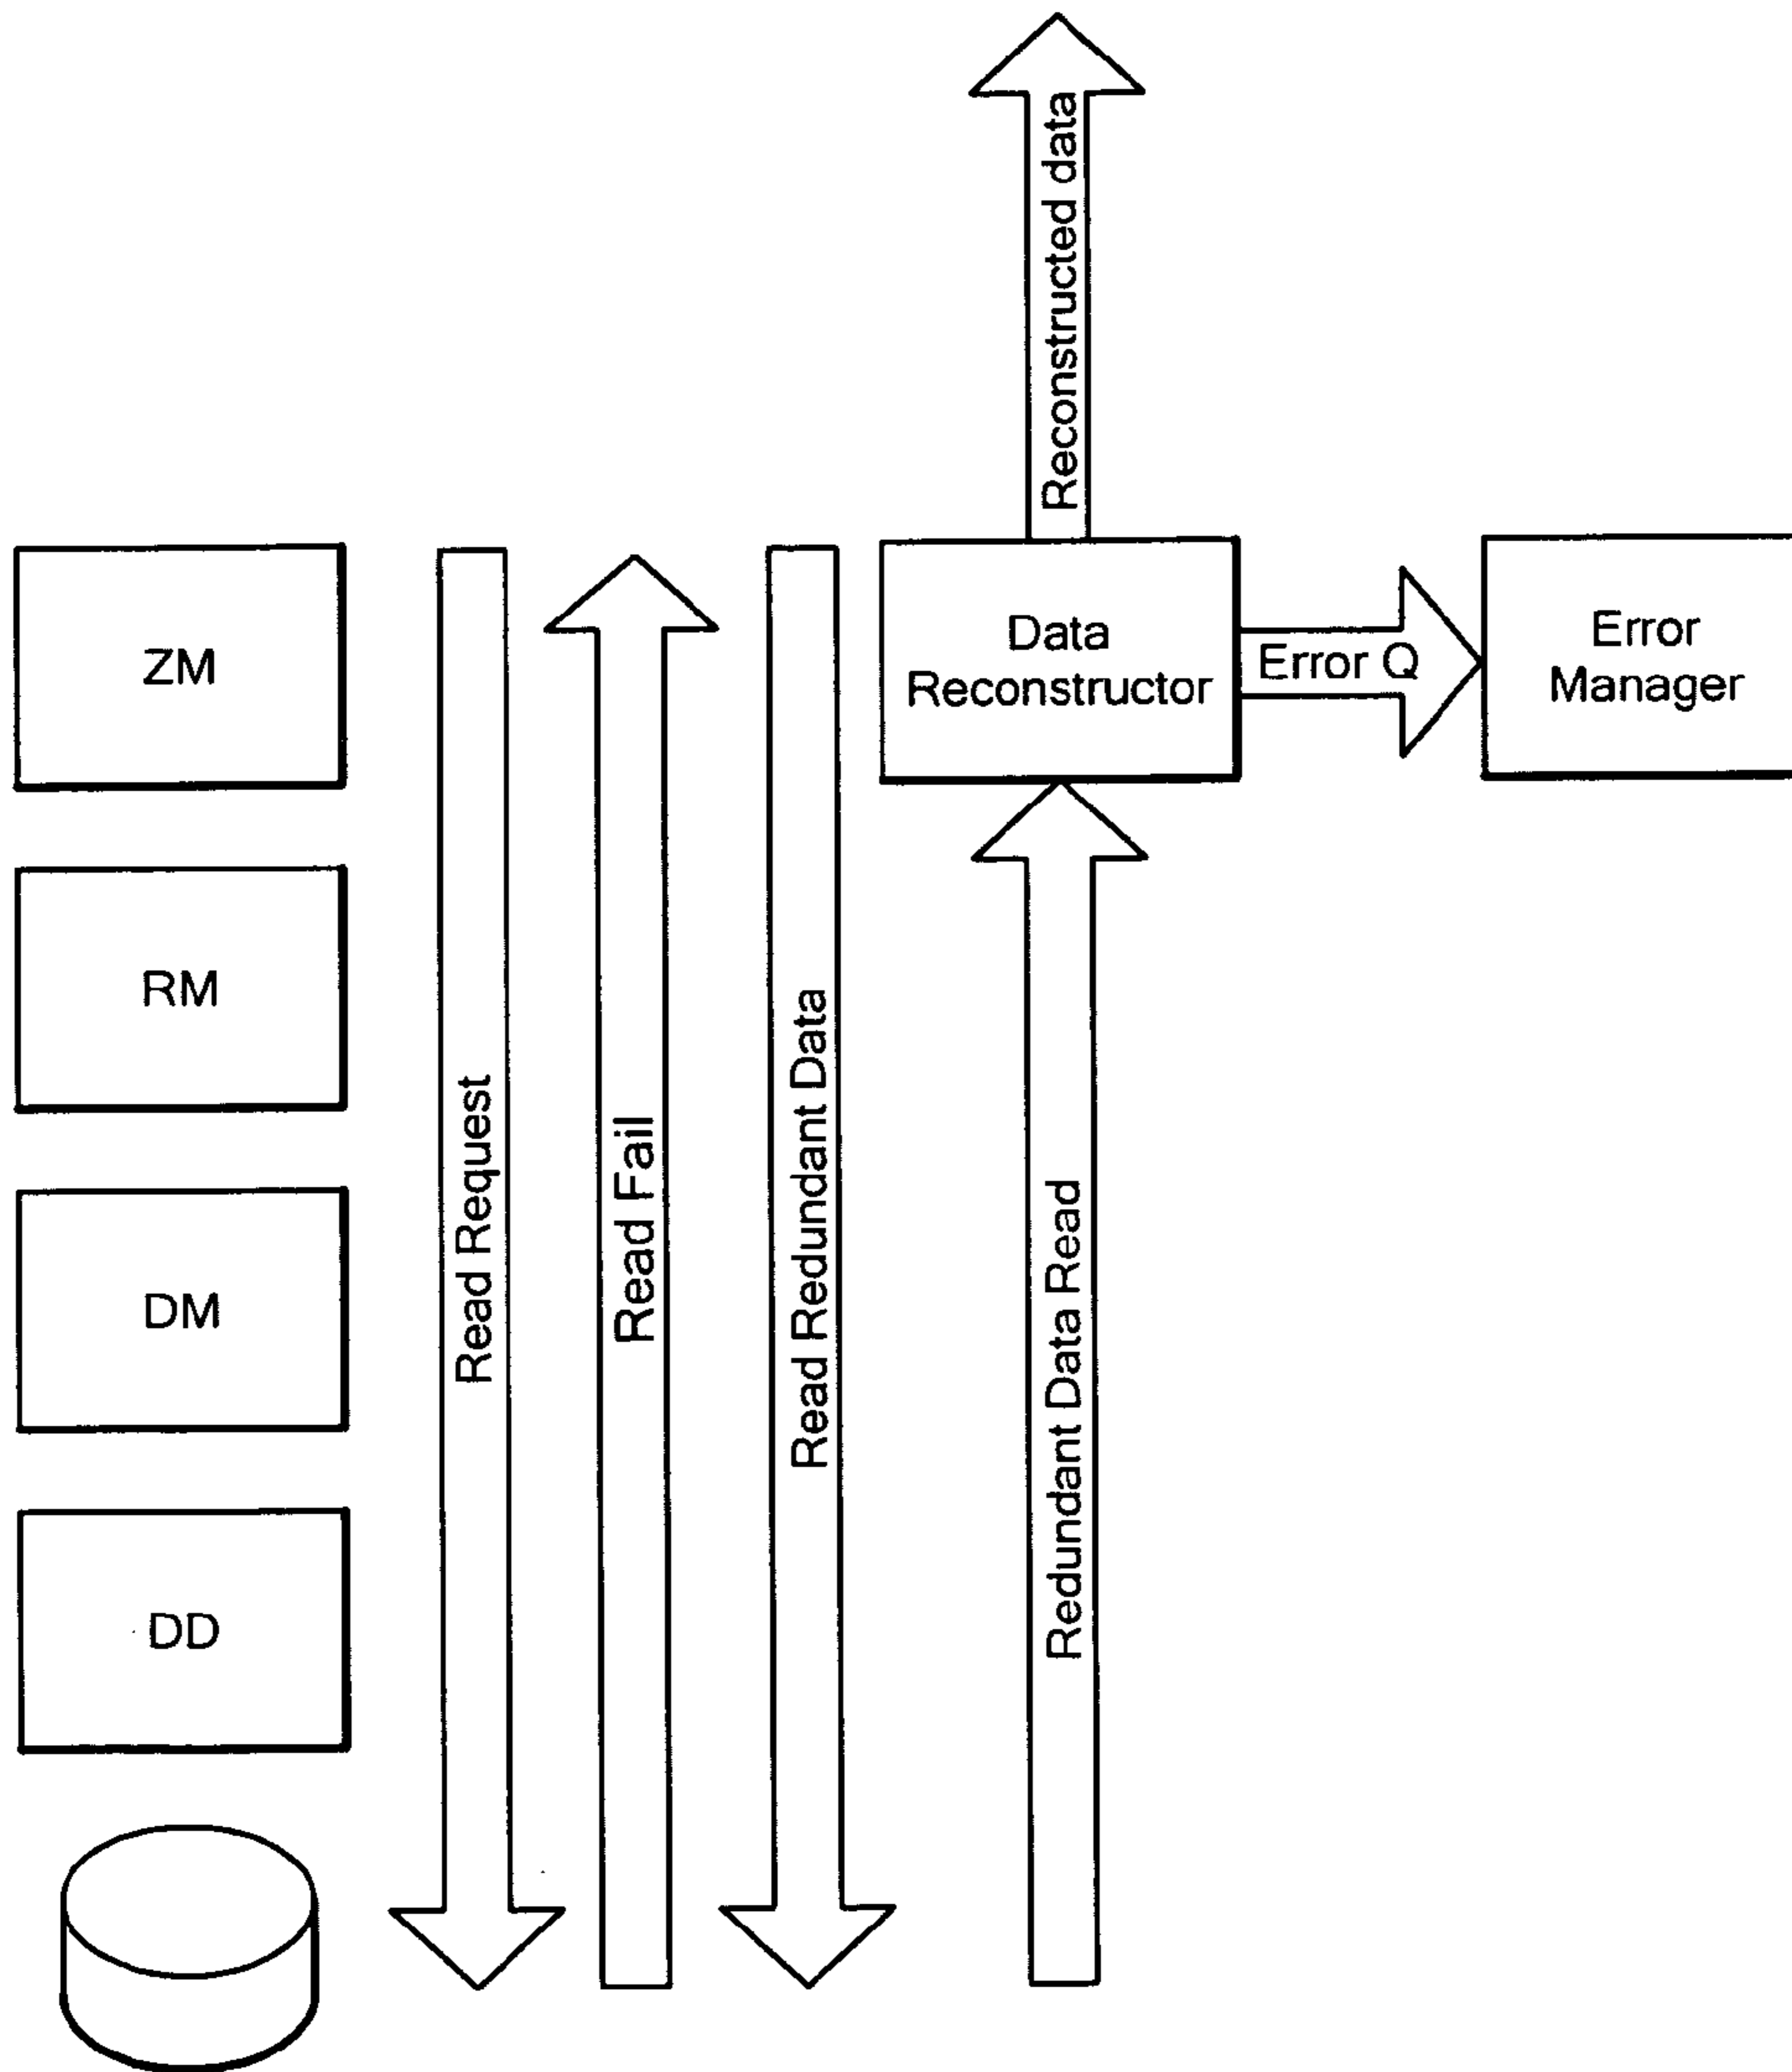 Reconstructed data
ZM
Data
Reconstructor
Error Q
Error
Manager
RM
DM
DD
Read Request
Read Fail
Read Redundant Data
Redundant Data Read